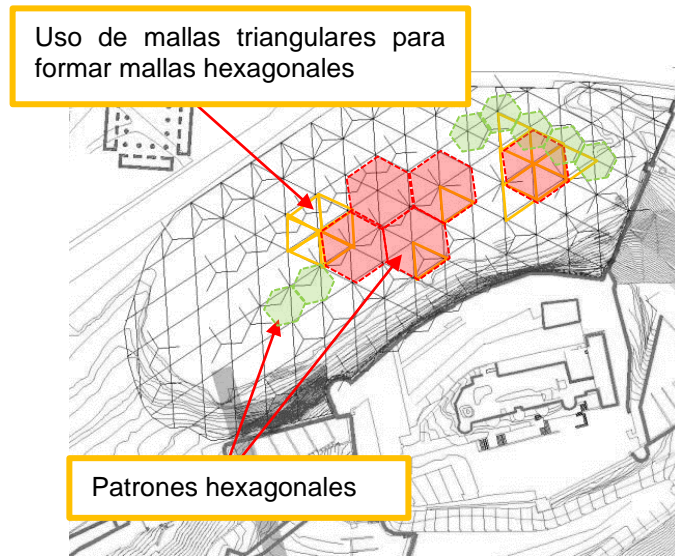 Uso de mallas triangulares para
formar mallas hexagonales
Patrones hexagonales